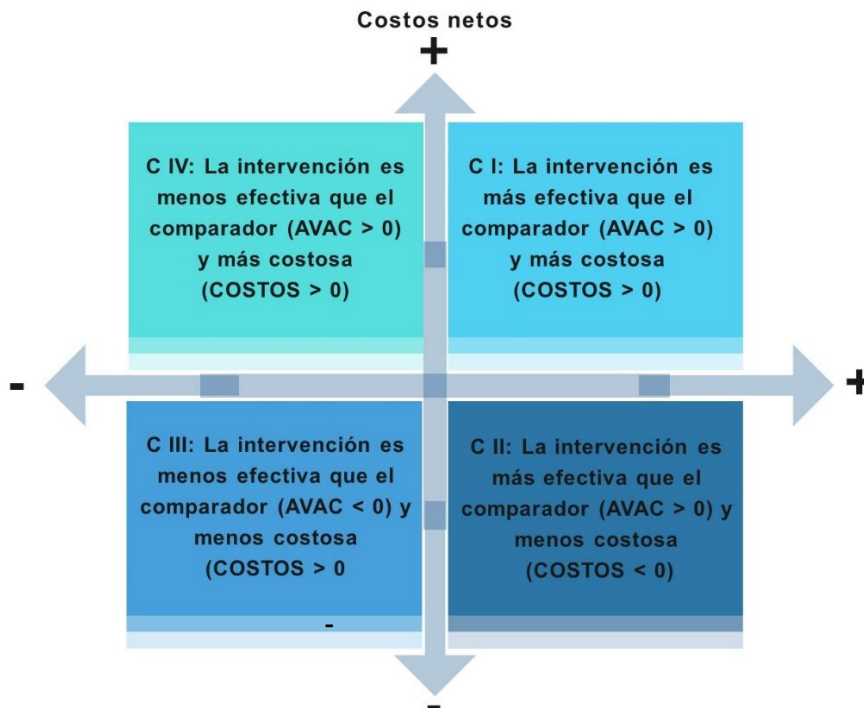 Costos netos
+
C IV: La intervención es
menos efectiva que el
comparador (AVAC > 0)
y más costosa
(COSTOS > 0)
C I: La intervención es
más efectiva que el
comparador (AVAC > 0)
y más costosa
(COSTOS > 0)
-
+
C III: La intervención es
menos efectiva que el
comparador (AVAC < 0) y
menos costosa
(COSTOS > 0
-
C II: La intervención es
más efectiva que el
comparador (AVAC > 0) y
menos costosa
(COSTOS < 0)
-